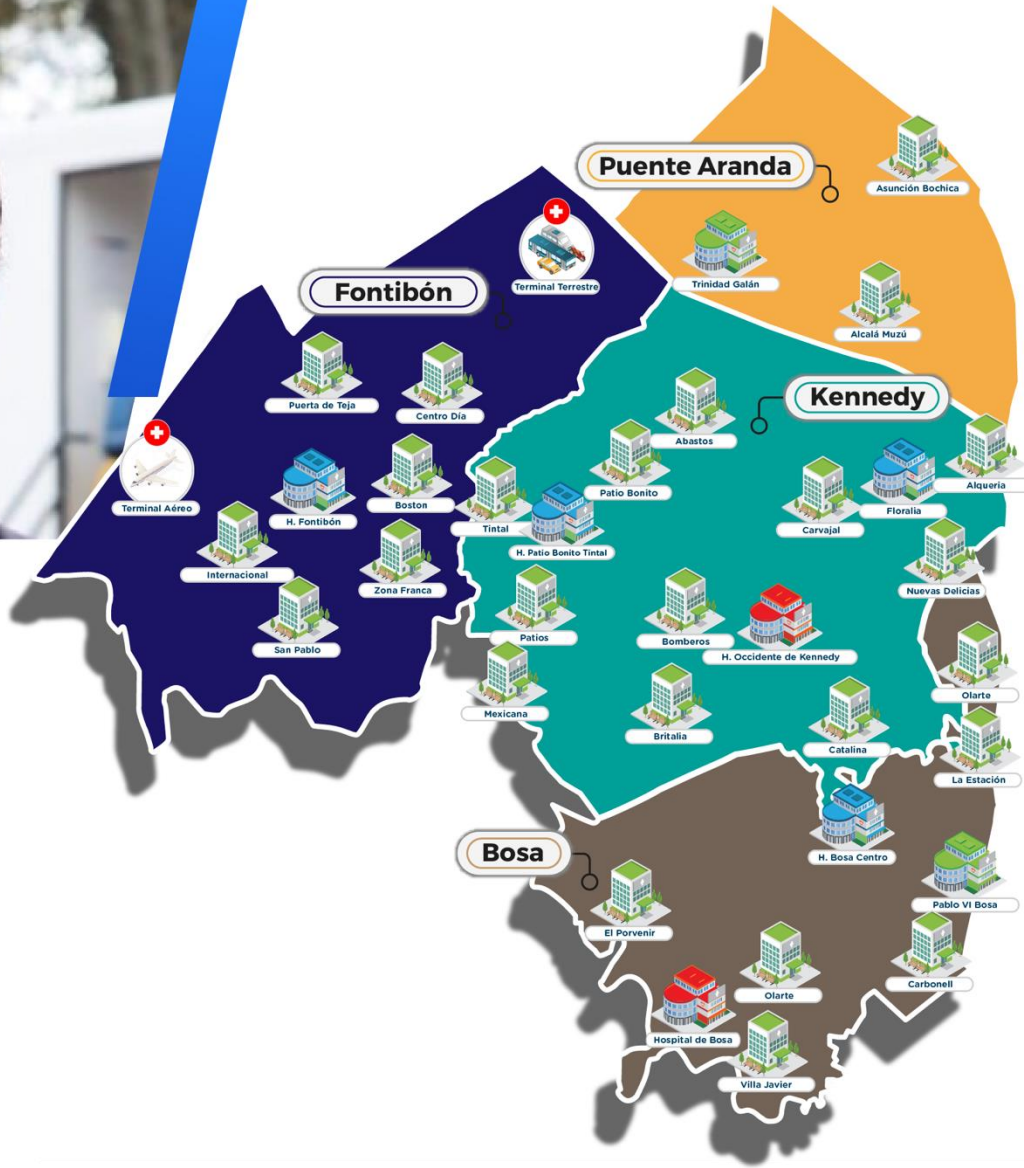 Puente Aranda
Asunción Bochica
Trinidad Galán
Alcalá Muzú
Fontibón
Terminal Terrestre
Puerta de Teja
Centro Día
Terminal Aéreo
H. Fontibón
Boston
Internacional
Zona Franca
San Pablo
Kennedy
Abastos
Patio Bonito
Tintal
H. Patio Bonito Tintal
Carvajal
Floralia
Alqueria
Nuevas Delicias
Patios
Bomberos
H. Occidente de Kennedy
Mexicana
Britalia
Catalina
Olarte
La Estación
Bosa
H. Bosa Centro
Pablo VI Bosa
El Porvenir
Olarte
Carbonell
Hospital de Bosa
Villa Javier